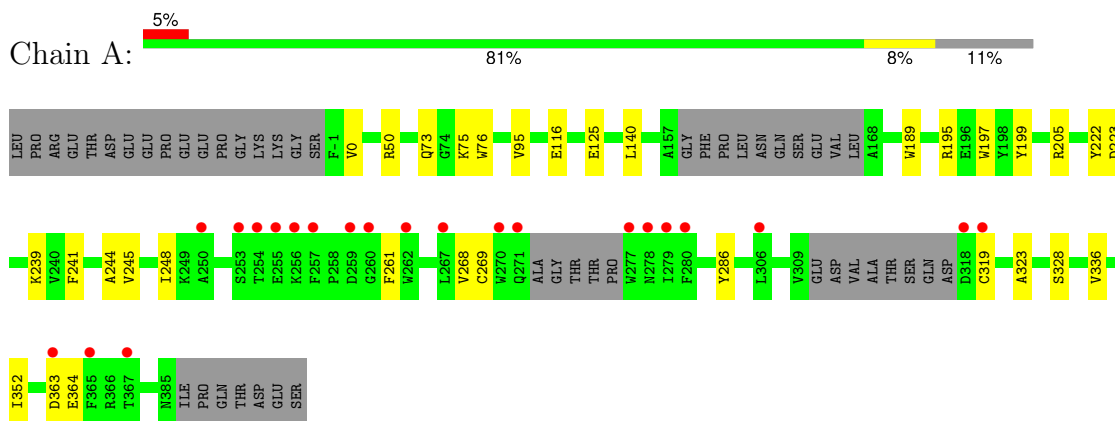 5%
Chain A:
81% 8% 11%
LEU PRO ARG GLU THR ASP GLU GLU PRO GLY GLU PRO GLY LYS LYS GLY SER F-1 V0 R50 Q73 G74 K75 W76 V95 E116 E125 L140 A157 GLY PHE PRO LEU ASN GLN SER GLU VAL LEU A168 W189 R195 E196 W197 Y198 Y199 R205 Y222
K239 V240 F241 A244 V245 I248 K249 A250 S253 T254 E255 K256 F257 P258 D259 G260 F261 W262 L267 V268 C269 W270 Q271 ALA GLY THR THR PRO W277 N278 I279 F280 Y286 L306 V309 GLU ASP VAL ALA THR SER GLN ASP D318 C319 A323 S328 V336
I352 D363 E364 F365 R366 T367 N385 ILE PRO GLN THR ASP GLU SER